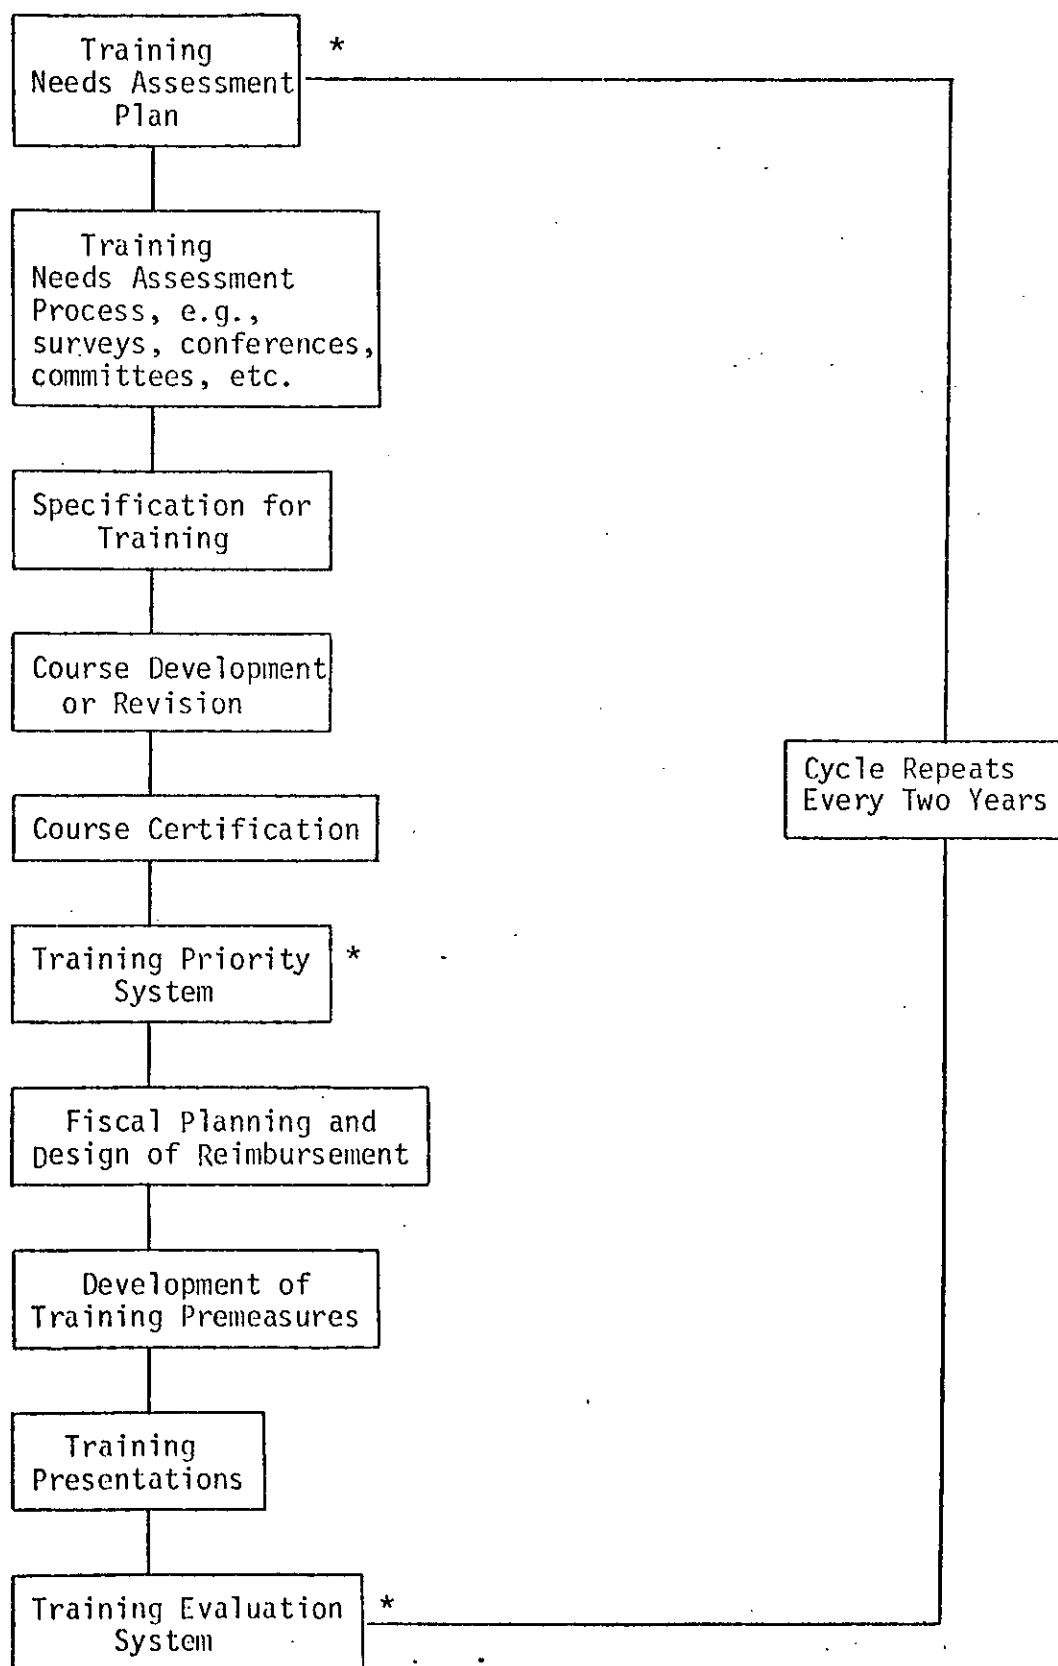 Training
Needs Assessment
Plan
*
Training
Needs Assessment
Process, e.g.,
surveys, conferences,
committees, etc.
Specification for
Training
Course Development
or Revision
Cycle Repeats
Every Two Years
Course Certification
Training Priority
System
*
Fiscal Planning and
Design of Reimbursement
Development of
Training Premeasures
Training
Presentations
Training Evaluation
System
*